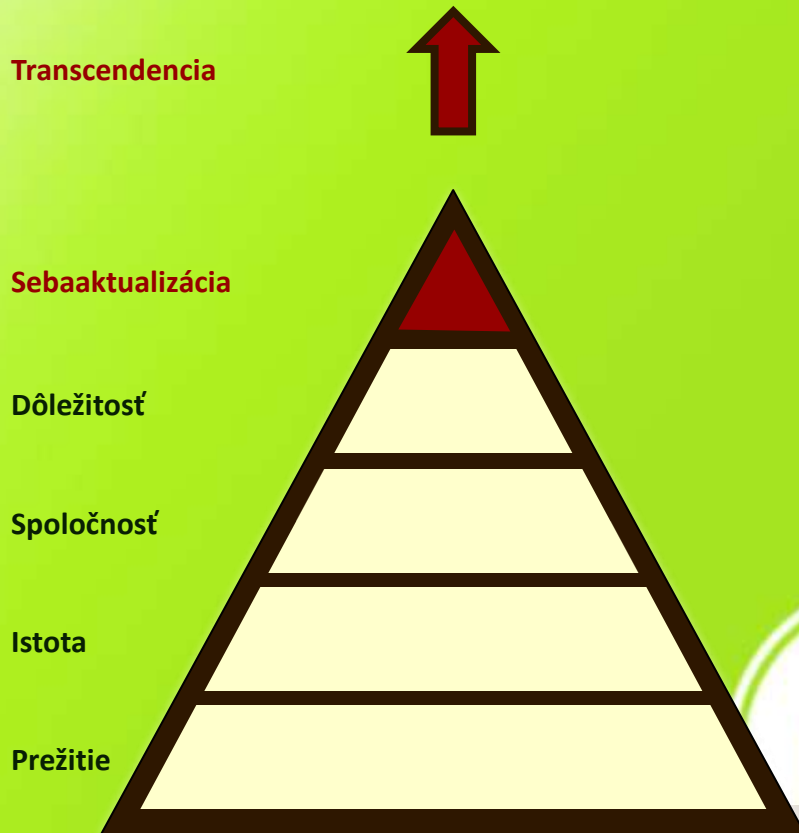 Transcendencia
Sebaaktualizácia
Dôležitosť
Spoločnosť
Istota
Prežitie